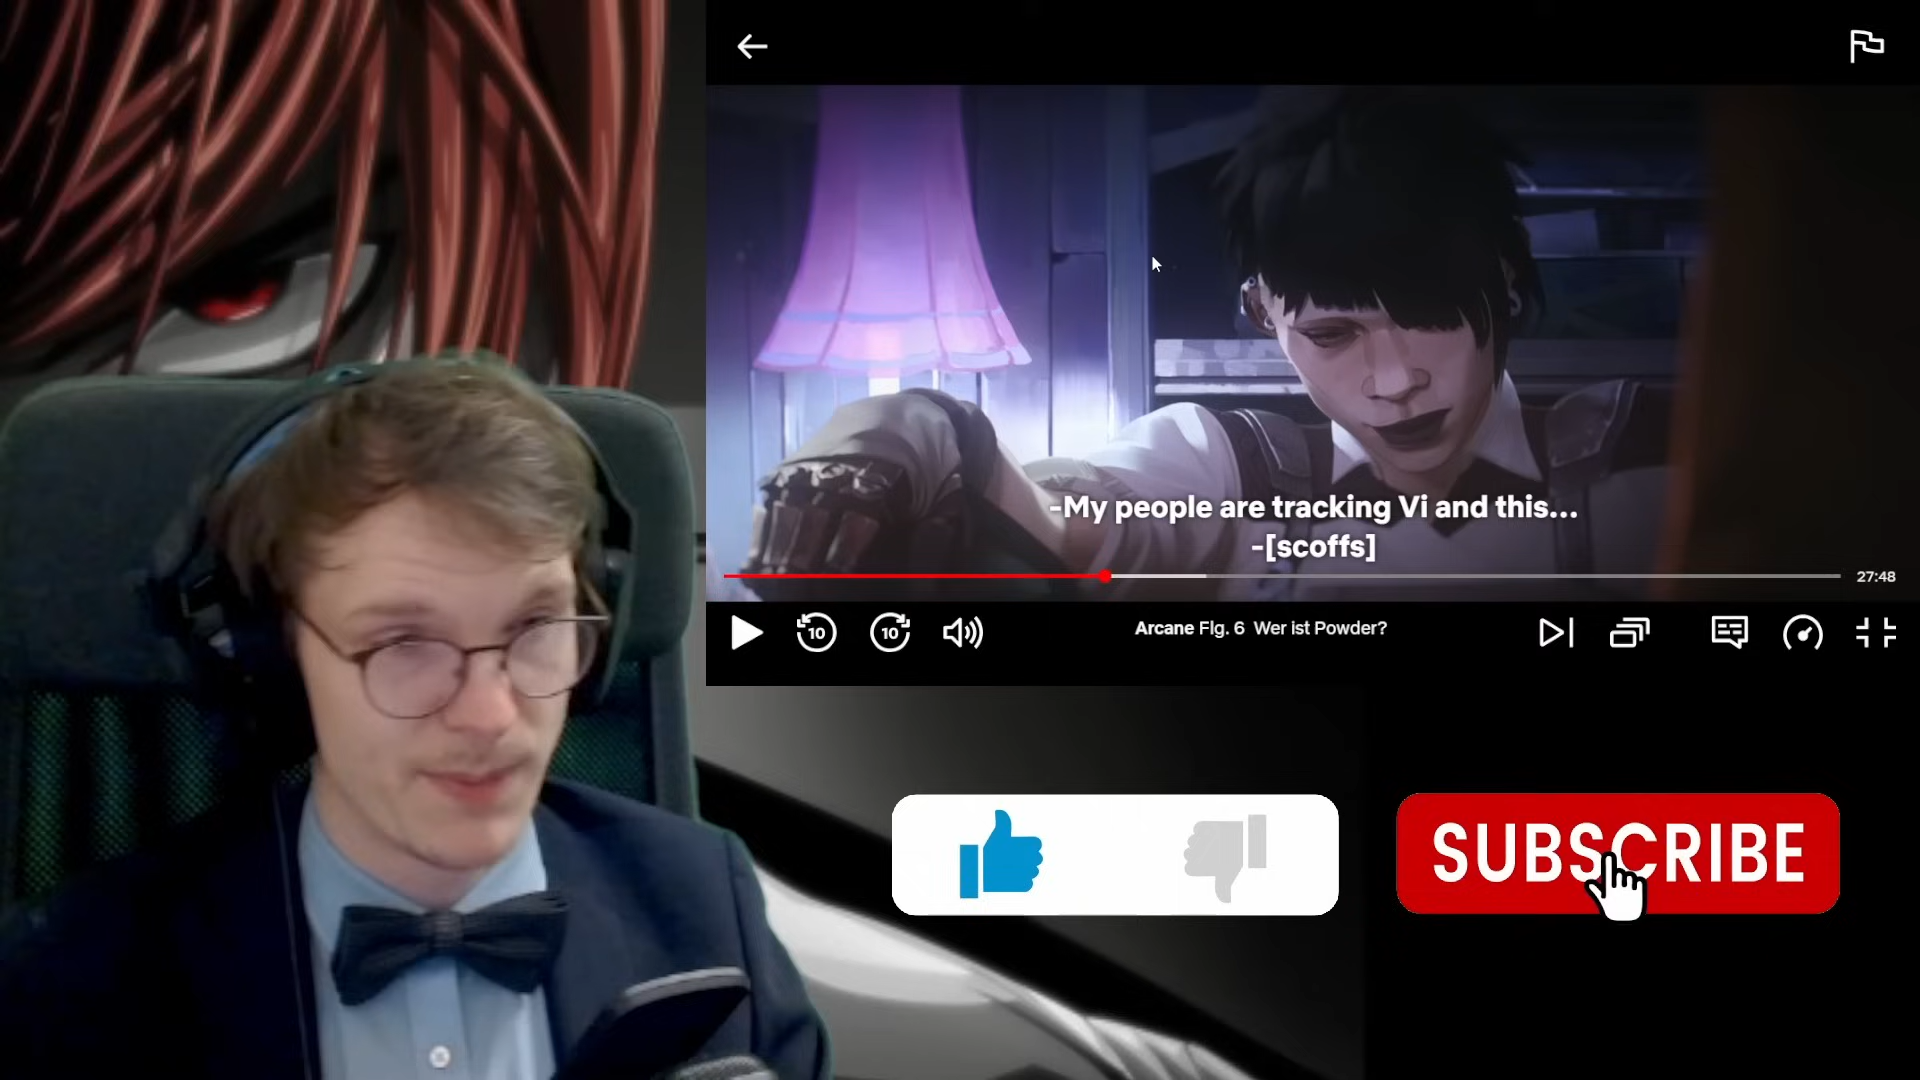 -My people are tracking Vi and this...
-[scoffs]
27:48
10
10
Arcane Flg. 6 Wer ist Powder?
SUBSCRIBE